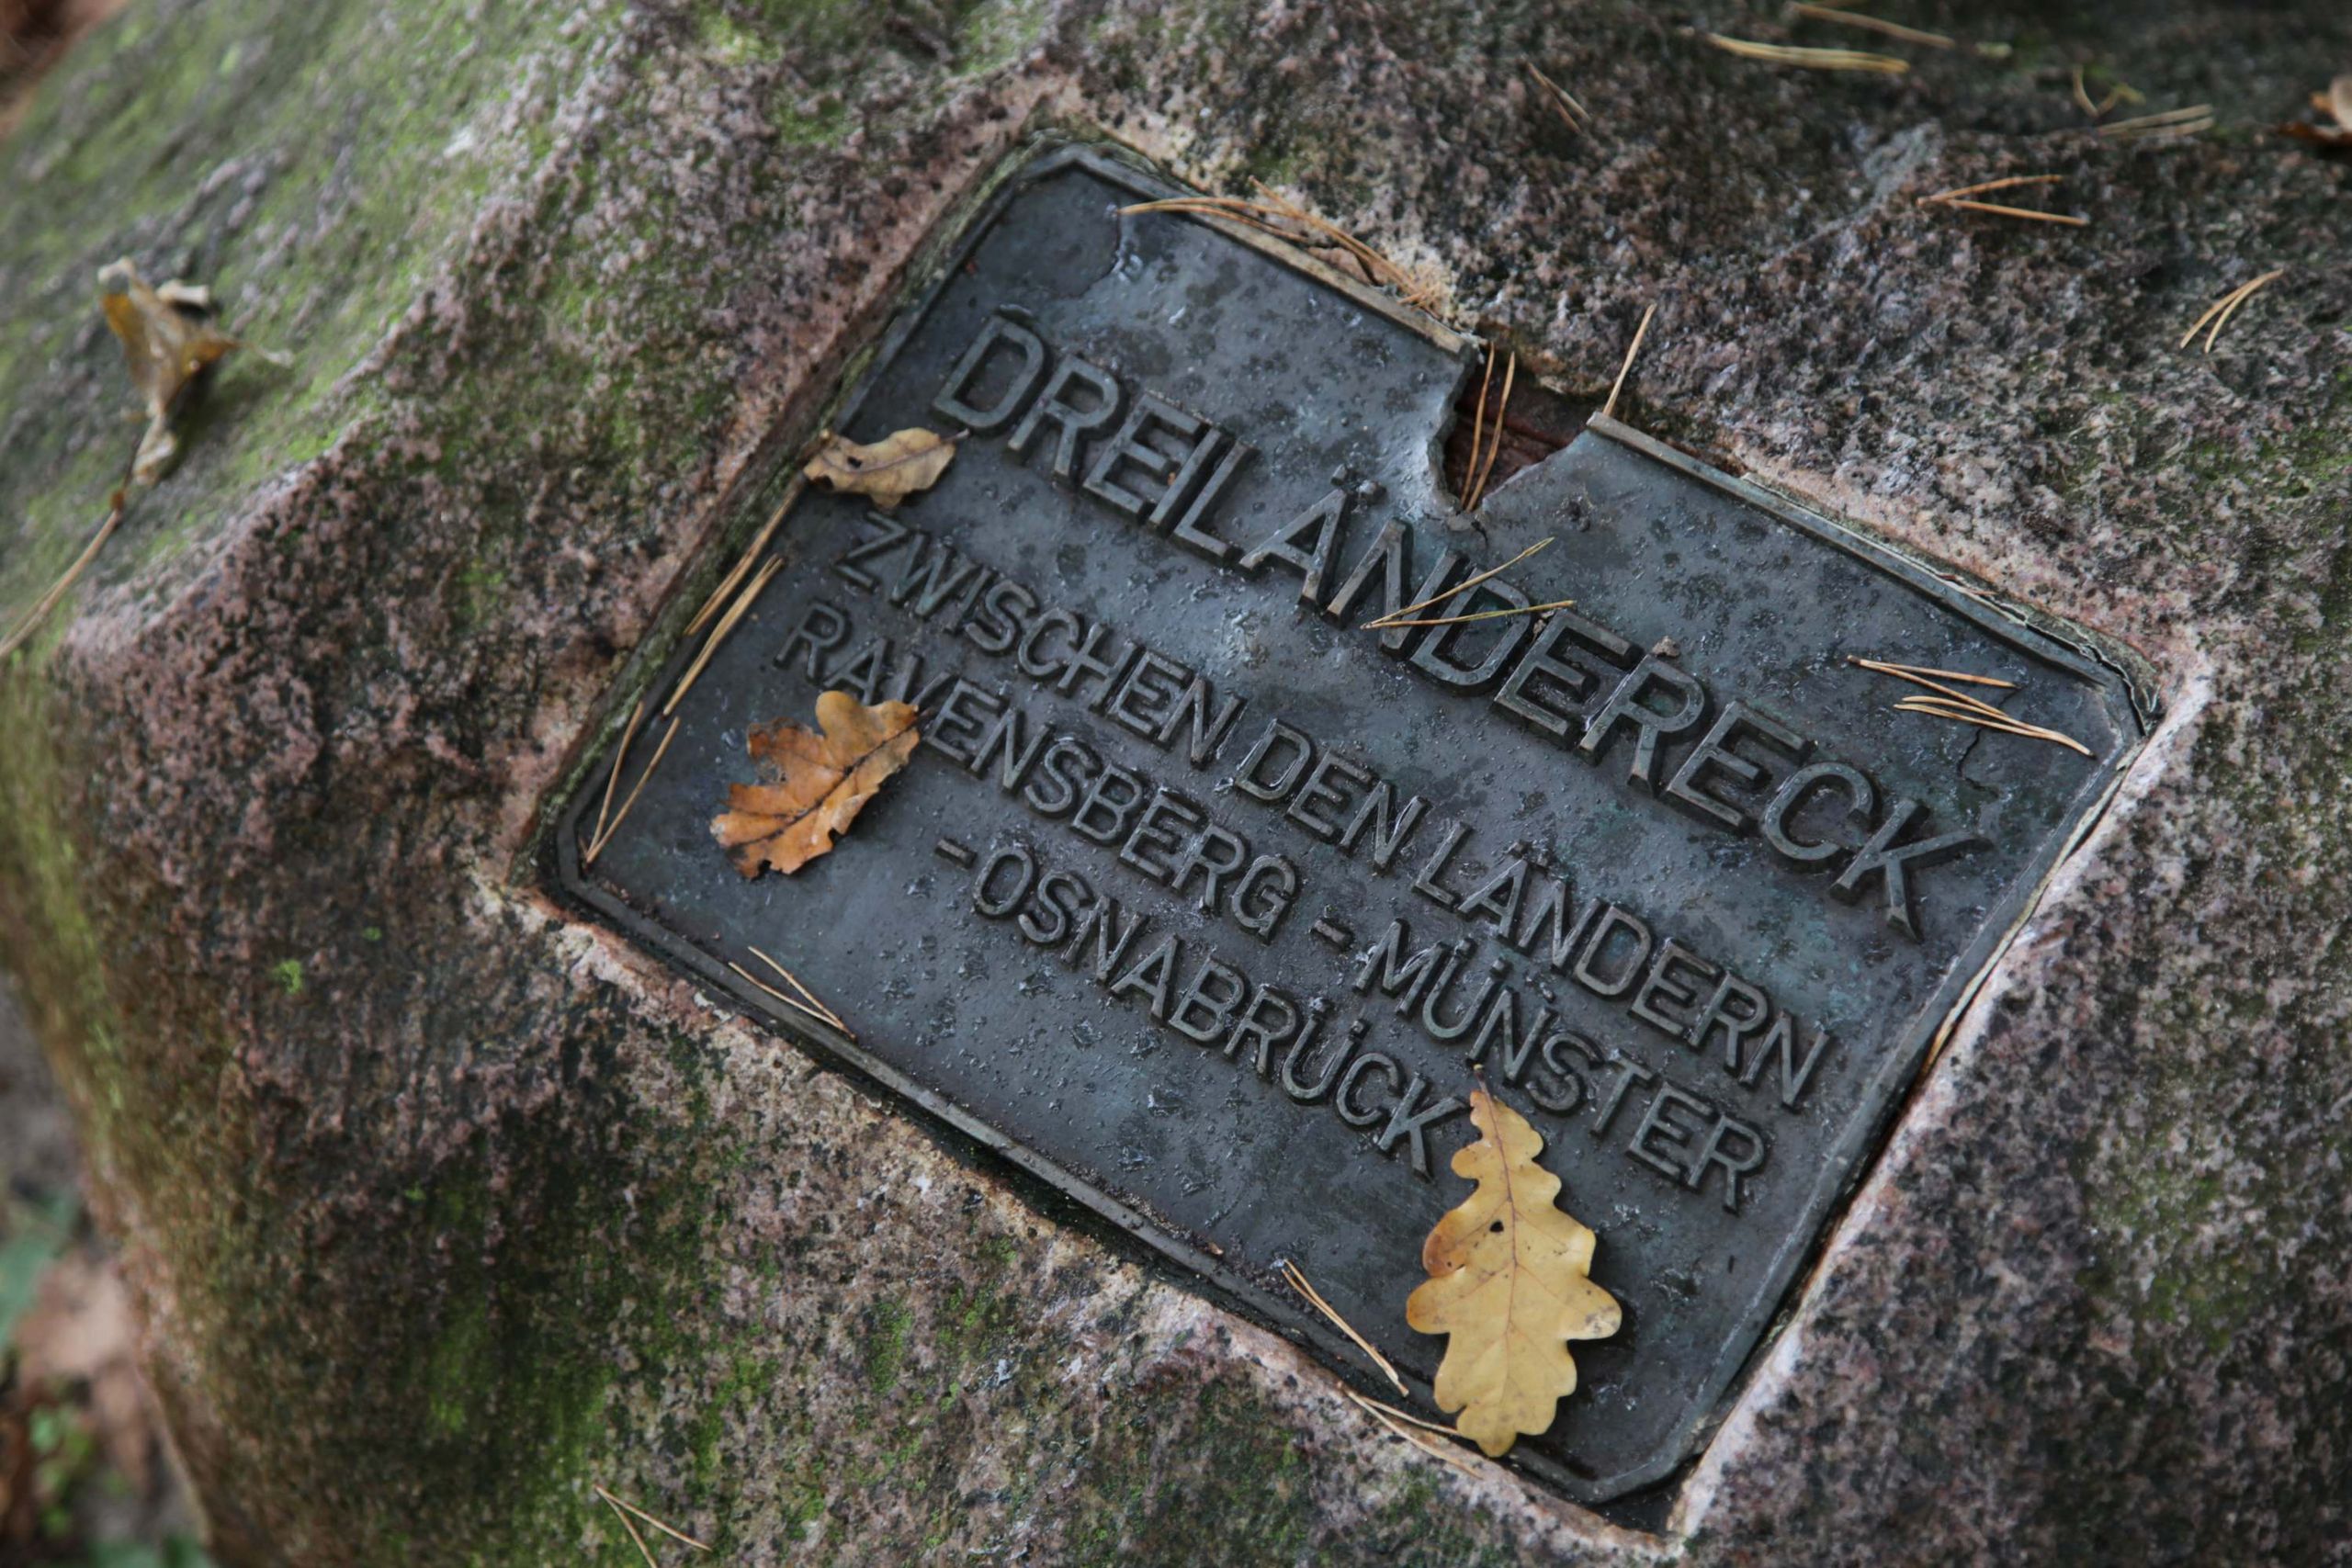 DREILÄNDERECK
ZWISCHEN DEN LÄNDERN
RAVENSBERG - MÜNSTER
- OSNABRÜCK